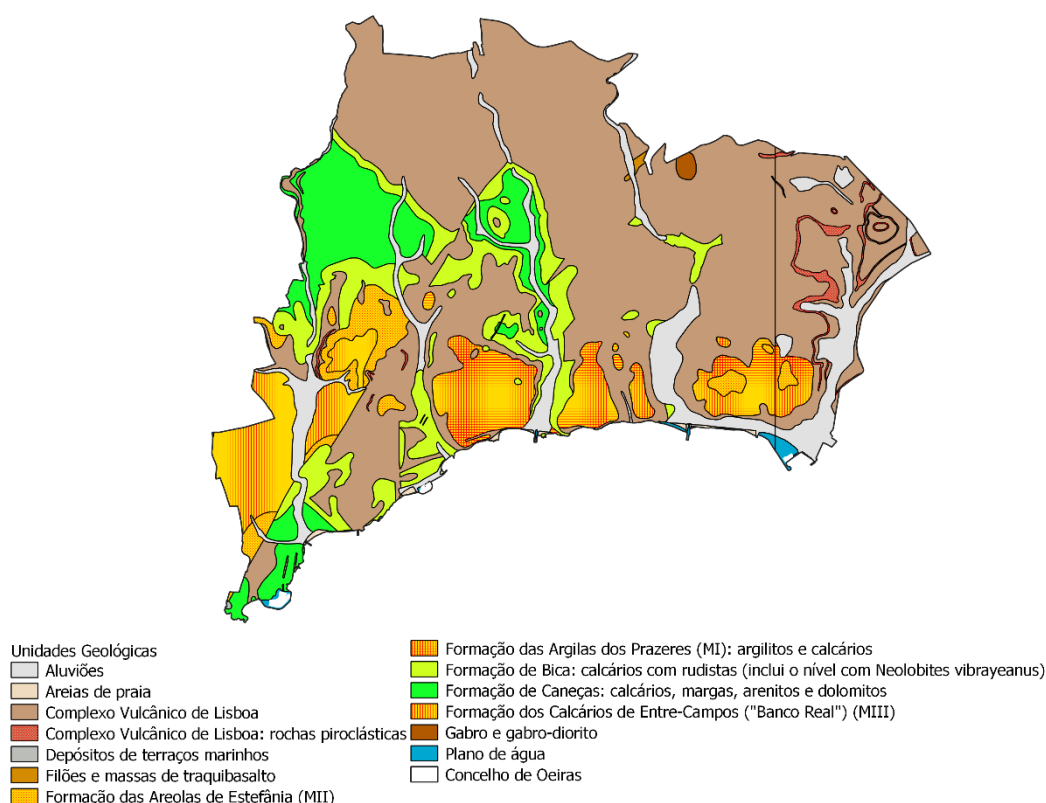 Unidades Geológicas
Aluviões
Areias de praia
Complexo Vulcânico de Lisboa
Complexo Vulcânico de Lisboa: rochas piroclásticas
Depósitos de terraços marinhos
Filões e massas de traquibasalto
Formação das Areolas de Estefânia (MII)
Formação das Argilas dos Prazeres (MI): argilitos e calcários
Formação de Bica: calcários com rudistas (inclui o nível com Neolobites vibrayeanus)
Formação de Caneças: calcários, margas, arenitos e dolomitos
Formação dos Calcários de Entre-Campos ("Banco Real") (MIII)
Gabro e gabro-diorito
Plano de água
Concelho de Oeiras